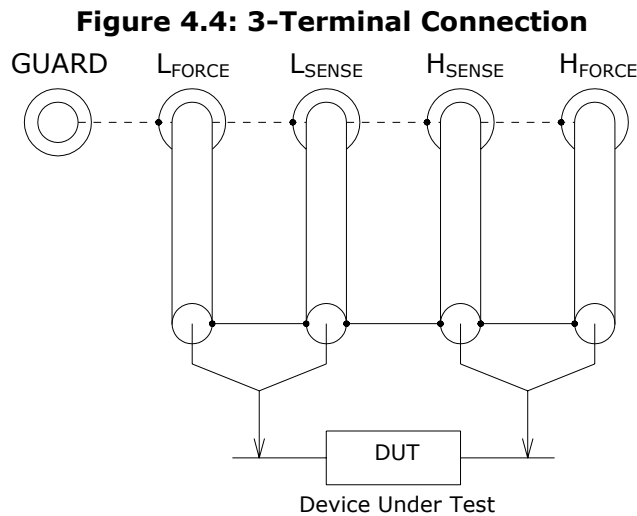 Figure 4.4: 3-Terminal Connection
GUARD LFORCE LSENSE HSENSE HFORCE
DUT
Device Under Test